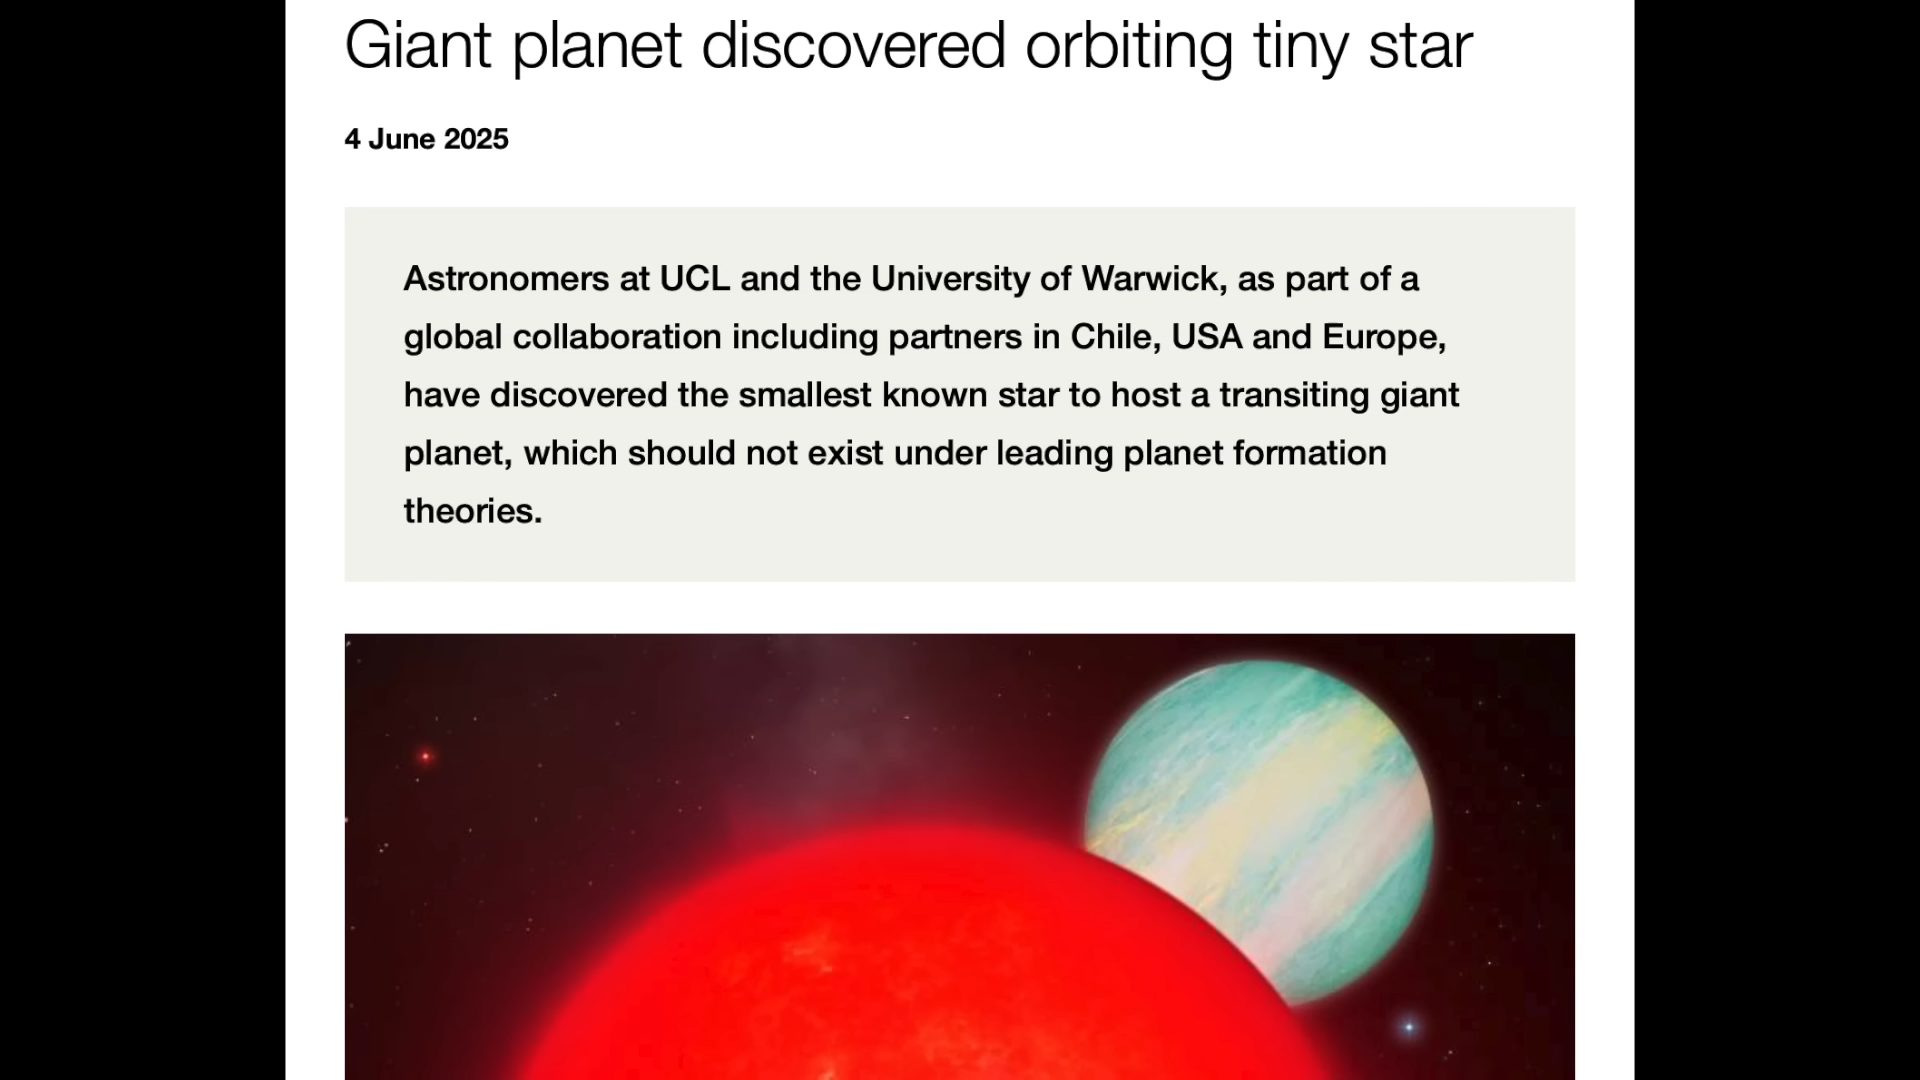 Giant planet discovered orbiting tiny star
4 June 2025
Astronomers at UCL and the University of Warwick, as part of a
global collaboration including partners in Chile, USA and Europe,
have discovered the smallest known star to host a transiting giant
planet, which should not exist under leading planet formation
theories.